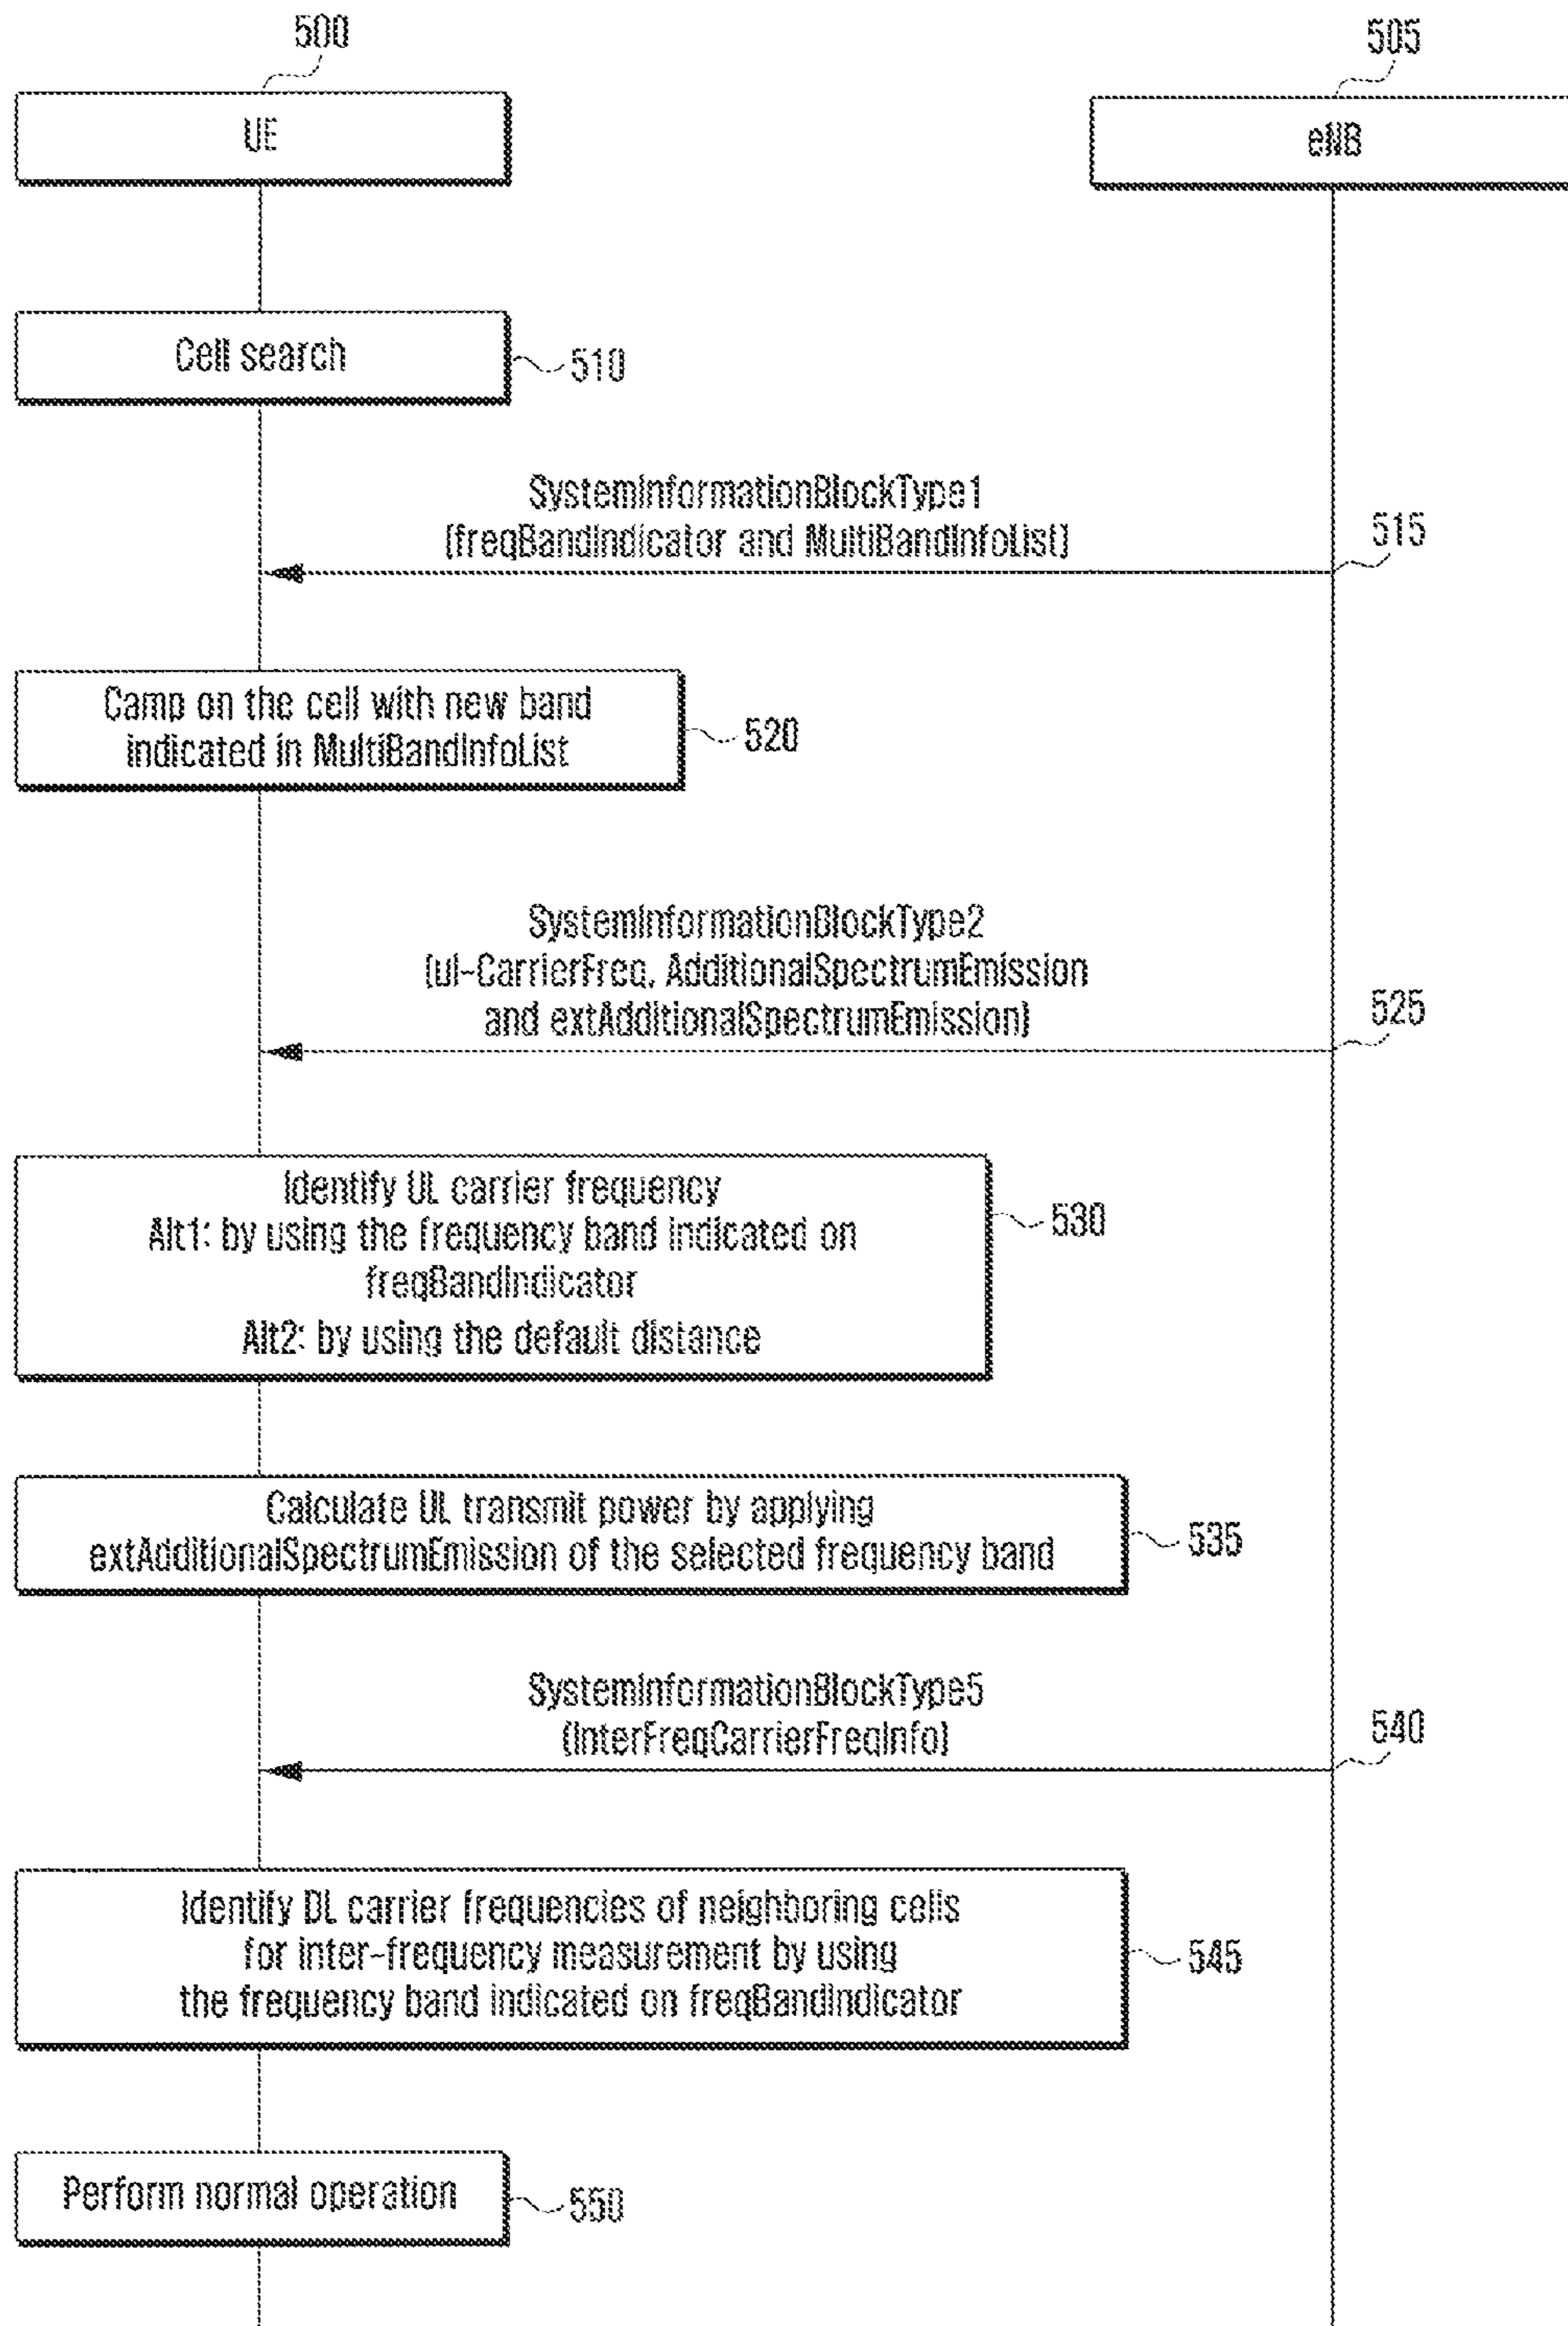 500
505
UE
eNB
Cell search
510
SystemInformationBlockType1
(freqBandIndicator and MultiBandInfoList)
515
Camp on the cell with new band
indicated in MultiBandInfoList
520
SystemInformationBlockType2
(ul-CarrierFreq, AdditionalSpectrumEmission
and extAdditionalSpectrumEmission)
525
Identify UL carrier frequency
Alt1: by using the frequency band indicated on
freqBandIndicator
Alt2: by using the default distance
530
Calculate UL transmit power by applying
extAdditionalSpectrumEmission of the selected frequency band
535
SystemInformationBlockType5
(InterFreqCarrierFreqInfo)
540
Identify DL carrier frequencies of neighboring cells
for inter-frequency measurement by using
the frequency band indicated on freqBandIndicator
545
Perform normal operation
550